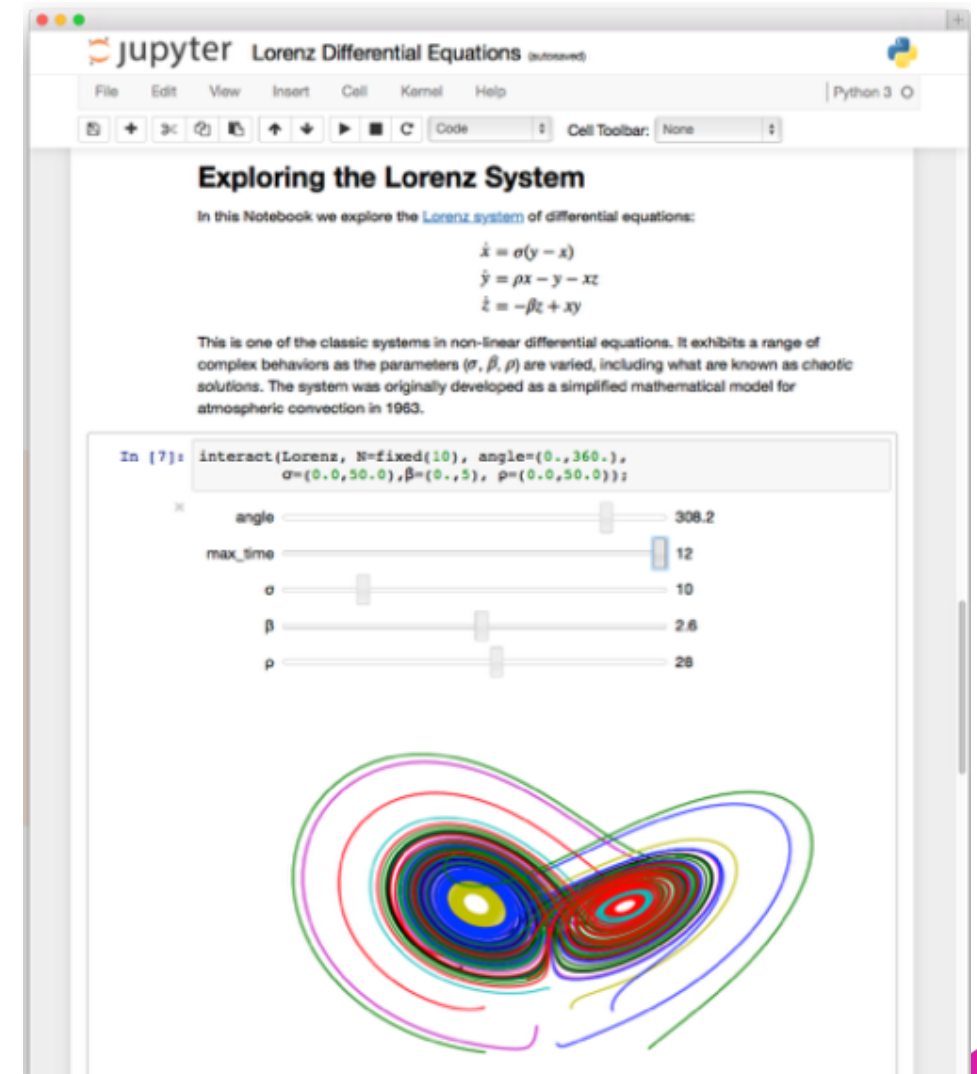 jupyter Lorenz Differential Equations (autosaved)
File Edit View Insert Cell Kernel Help Python 3
Code Cell Toolbar: None
Exploring the Lorenz System
In this Notebook we explore the Lorenz system of differential equations:
ẋ = σ(y − x)
ẏ = ρx − y − xz
ż = −βz + xy
This is one of the classic systems in non-linear differential equations. It exhibits a range of
complex behaviors as the parameters (σ, β, ρ) are varied, including what are known as chaotic
solutions. The system was originally developed as a simplified mathematical model for
atmospheric convection in 1963.
In [7]: interact(Lorenz, N=fixed(10), angle=(0.,360.),
σ=(0.0,50.0),β=(0.,5), ρ=(0.0,50.0));
angle 308.2
max_time 12
σ 10
β 2.6
ρ 28